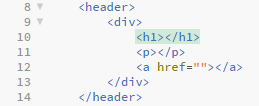 8 ▼ <header>
9 ▼ <div>
10 <h1></h1>
11 <p></p>
12 <a href=""></a>
13 </div>
14 </header>